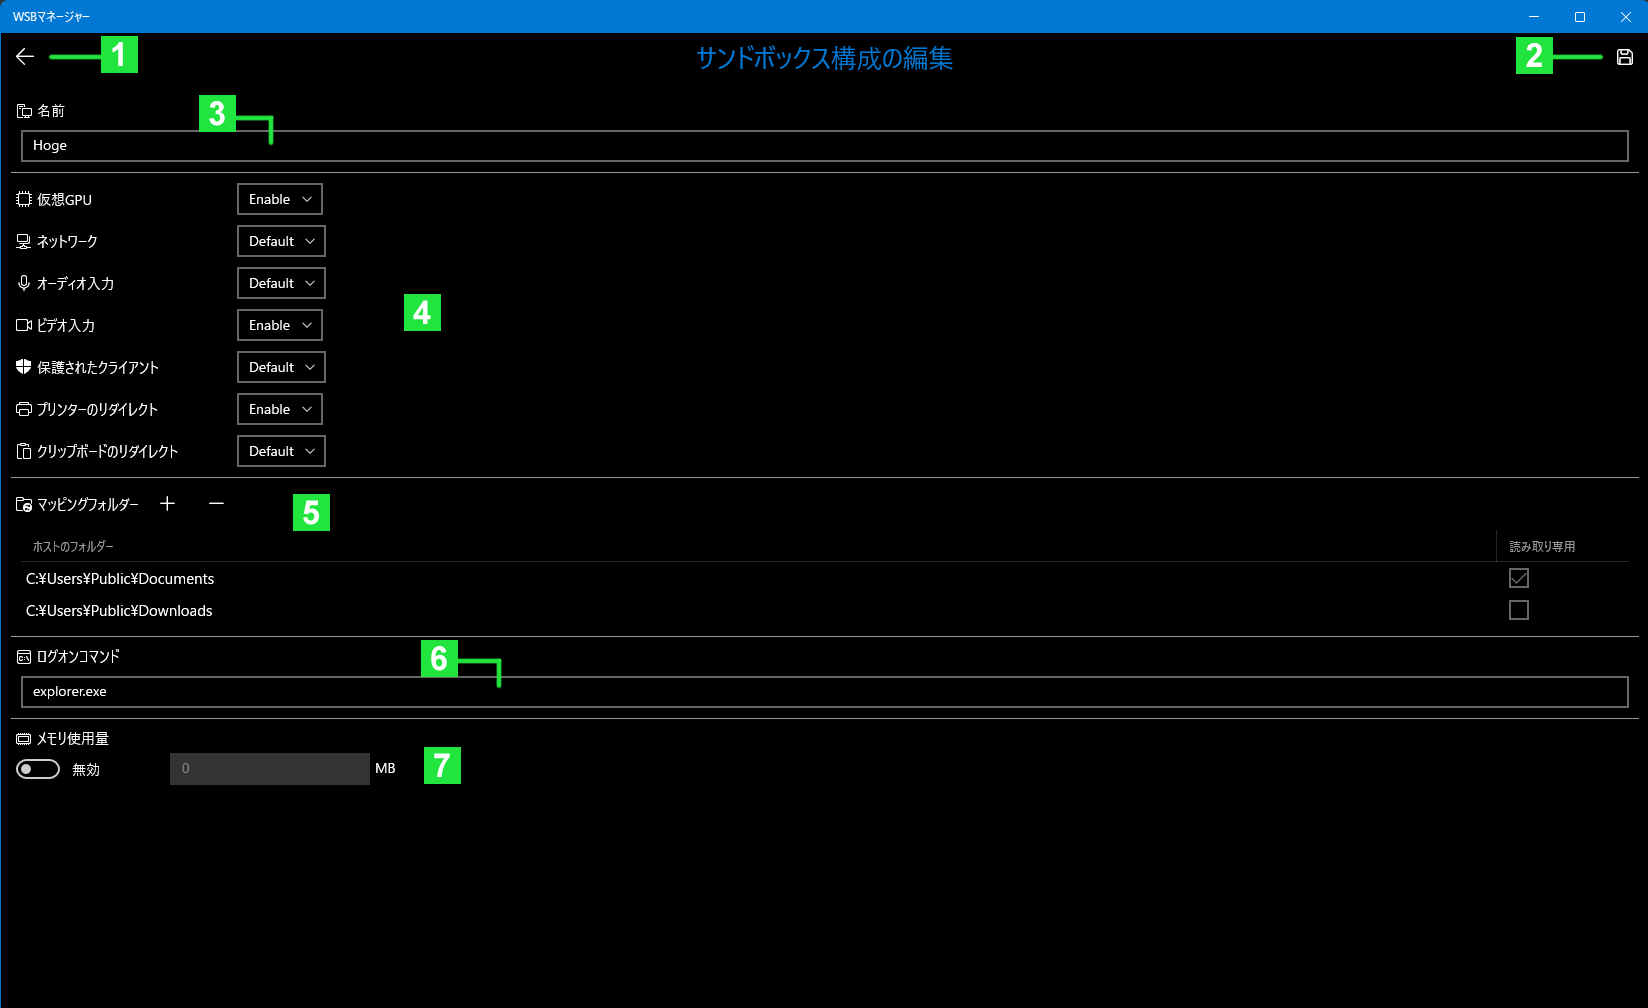 WSBマネージャー
1
サンドボックス構成の編集
2
名前
3
Hoge
仮想GPU Enable
ネットワーク Default
オーディオ入力 Default
4
ビデオ入力 Enable
保護されたクライアント Default
プリンターのリダイレクト Enable
クリップボードのリダイレクト Default
マッピングフォルダー
5
ホストのフォルダー 読み取り専用
C:¥Users¥Public¥Documents
C:¥Users¥Public¥Downloads
ログオンコマンド
6
explorer.exe
メモリ使用量
無効 0 MB
7